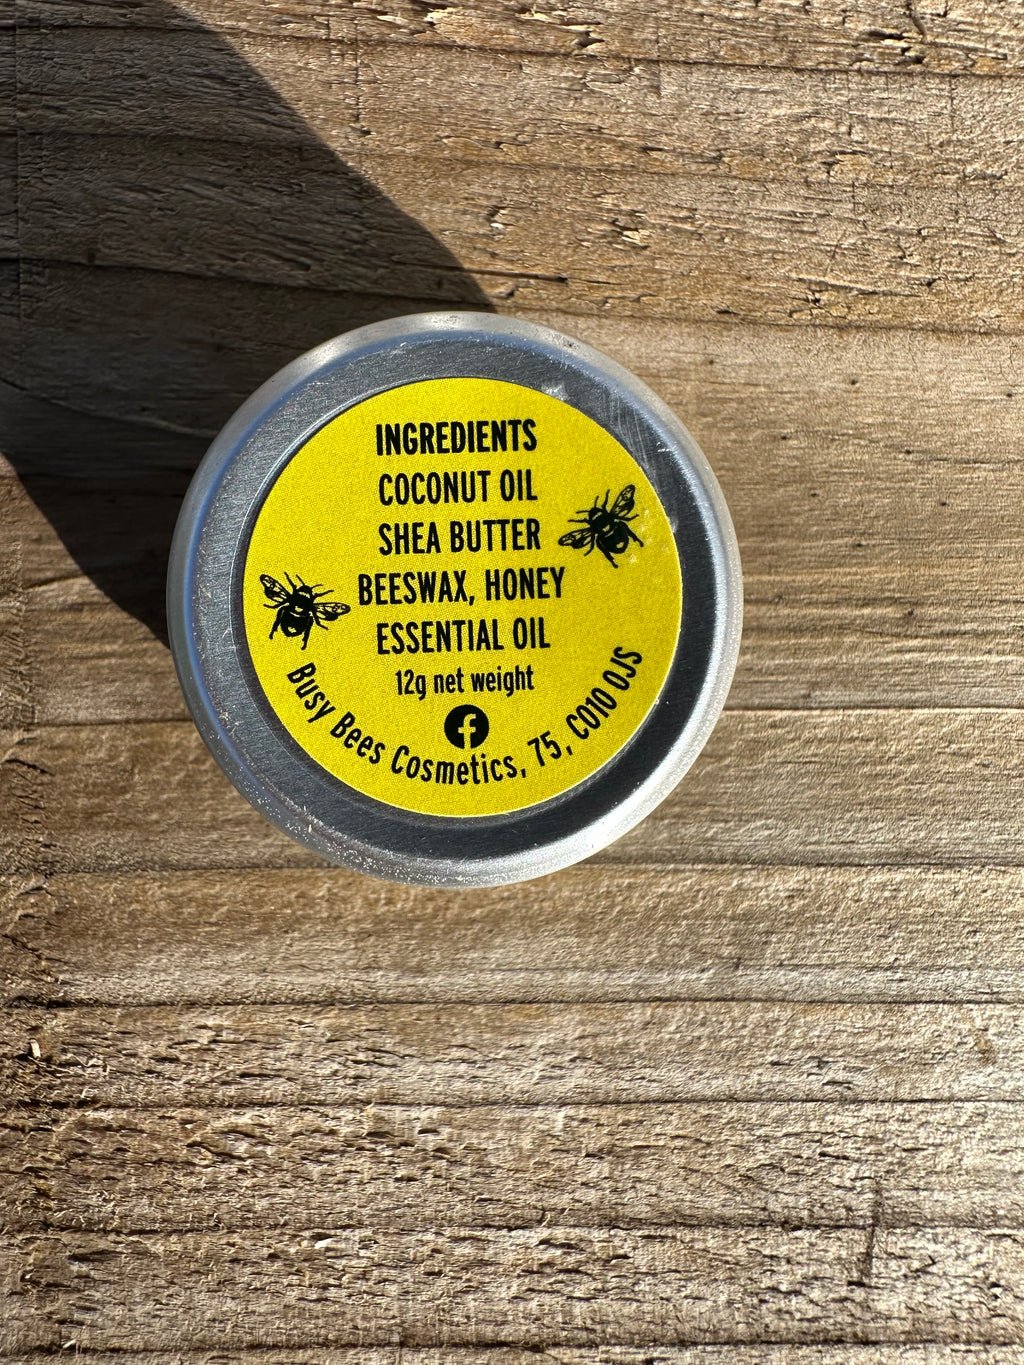 INGREDIENTS
COCONUT OIL
SHEA BUTTER
BEESWAX, HONEY
ESSENTIAL OIL
12g net weight
Busy Bees Cosmetics, 75, CO10 0JS